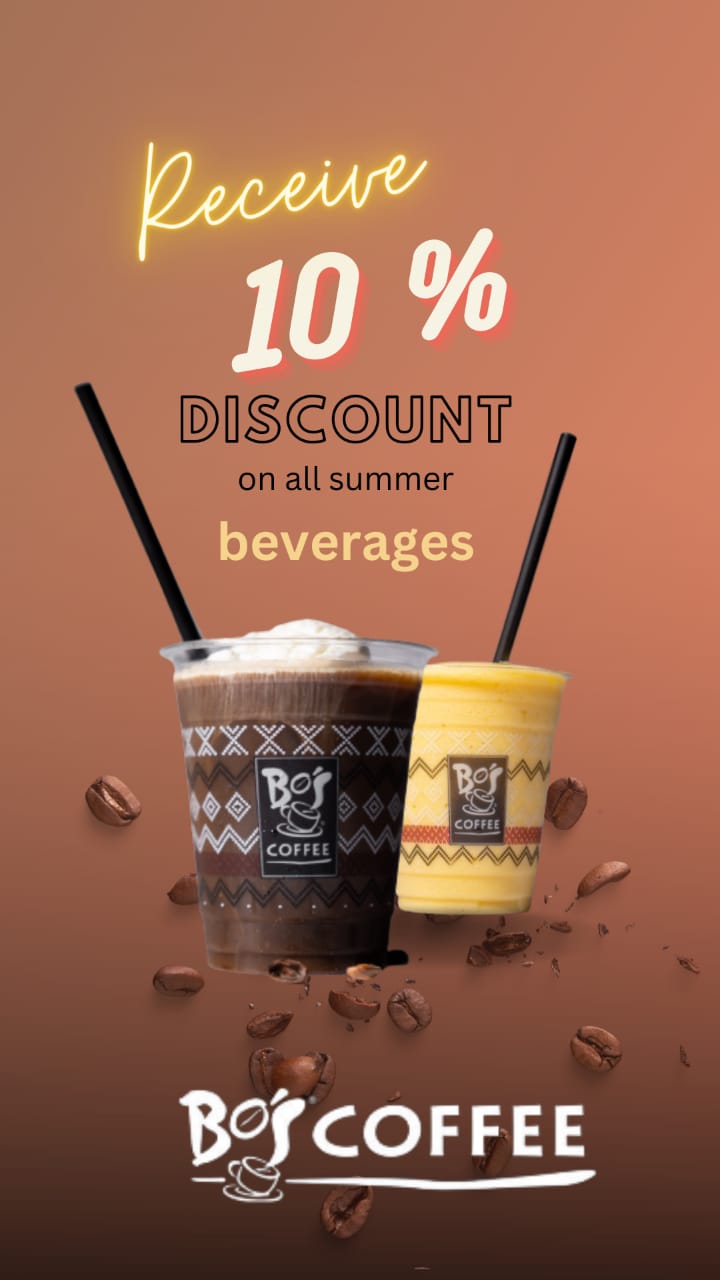 Receive
10 %
DISCOUNT
on all summer
beverages
BO'S
COFFEE
BO'S
COFFEE
BO'S COFFEE